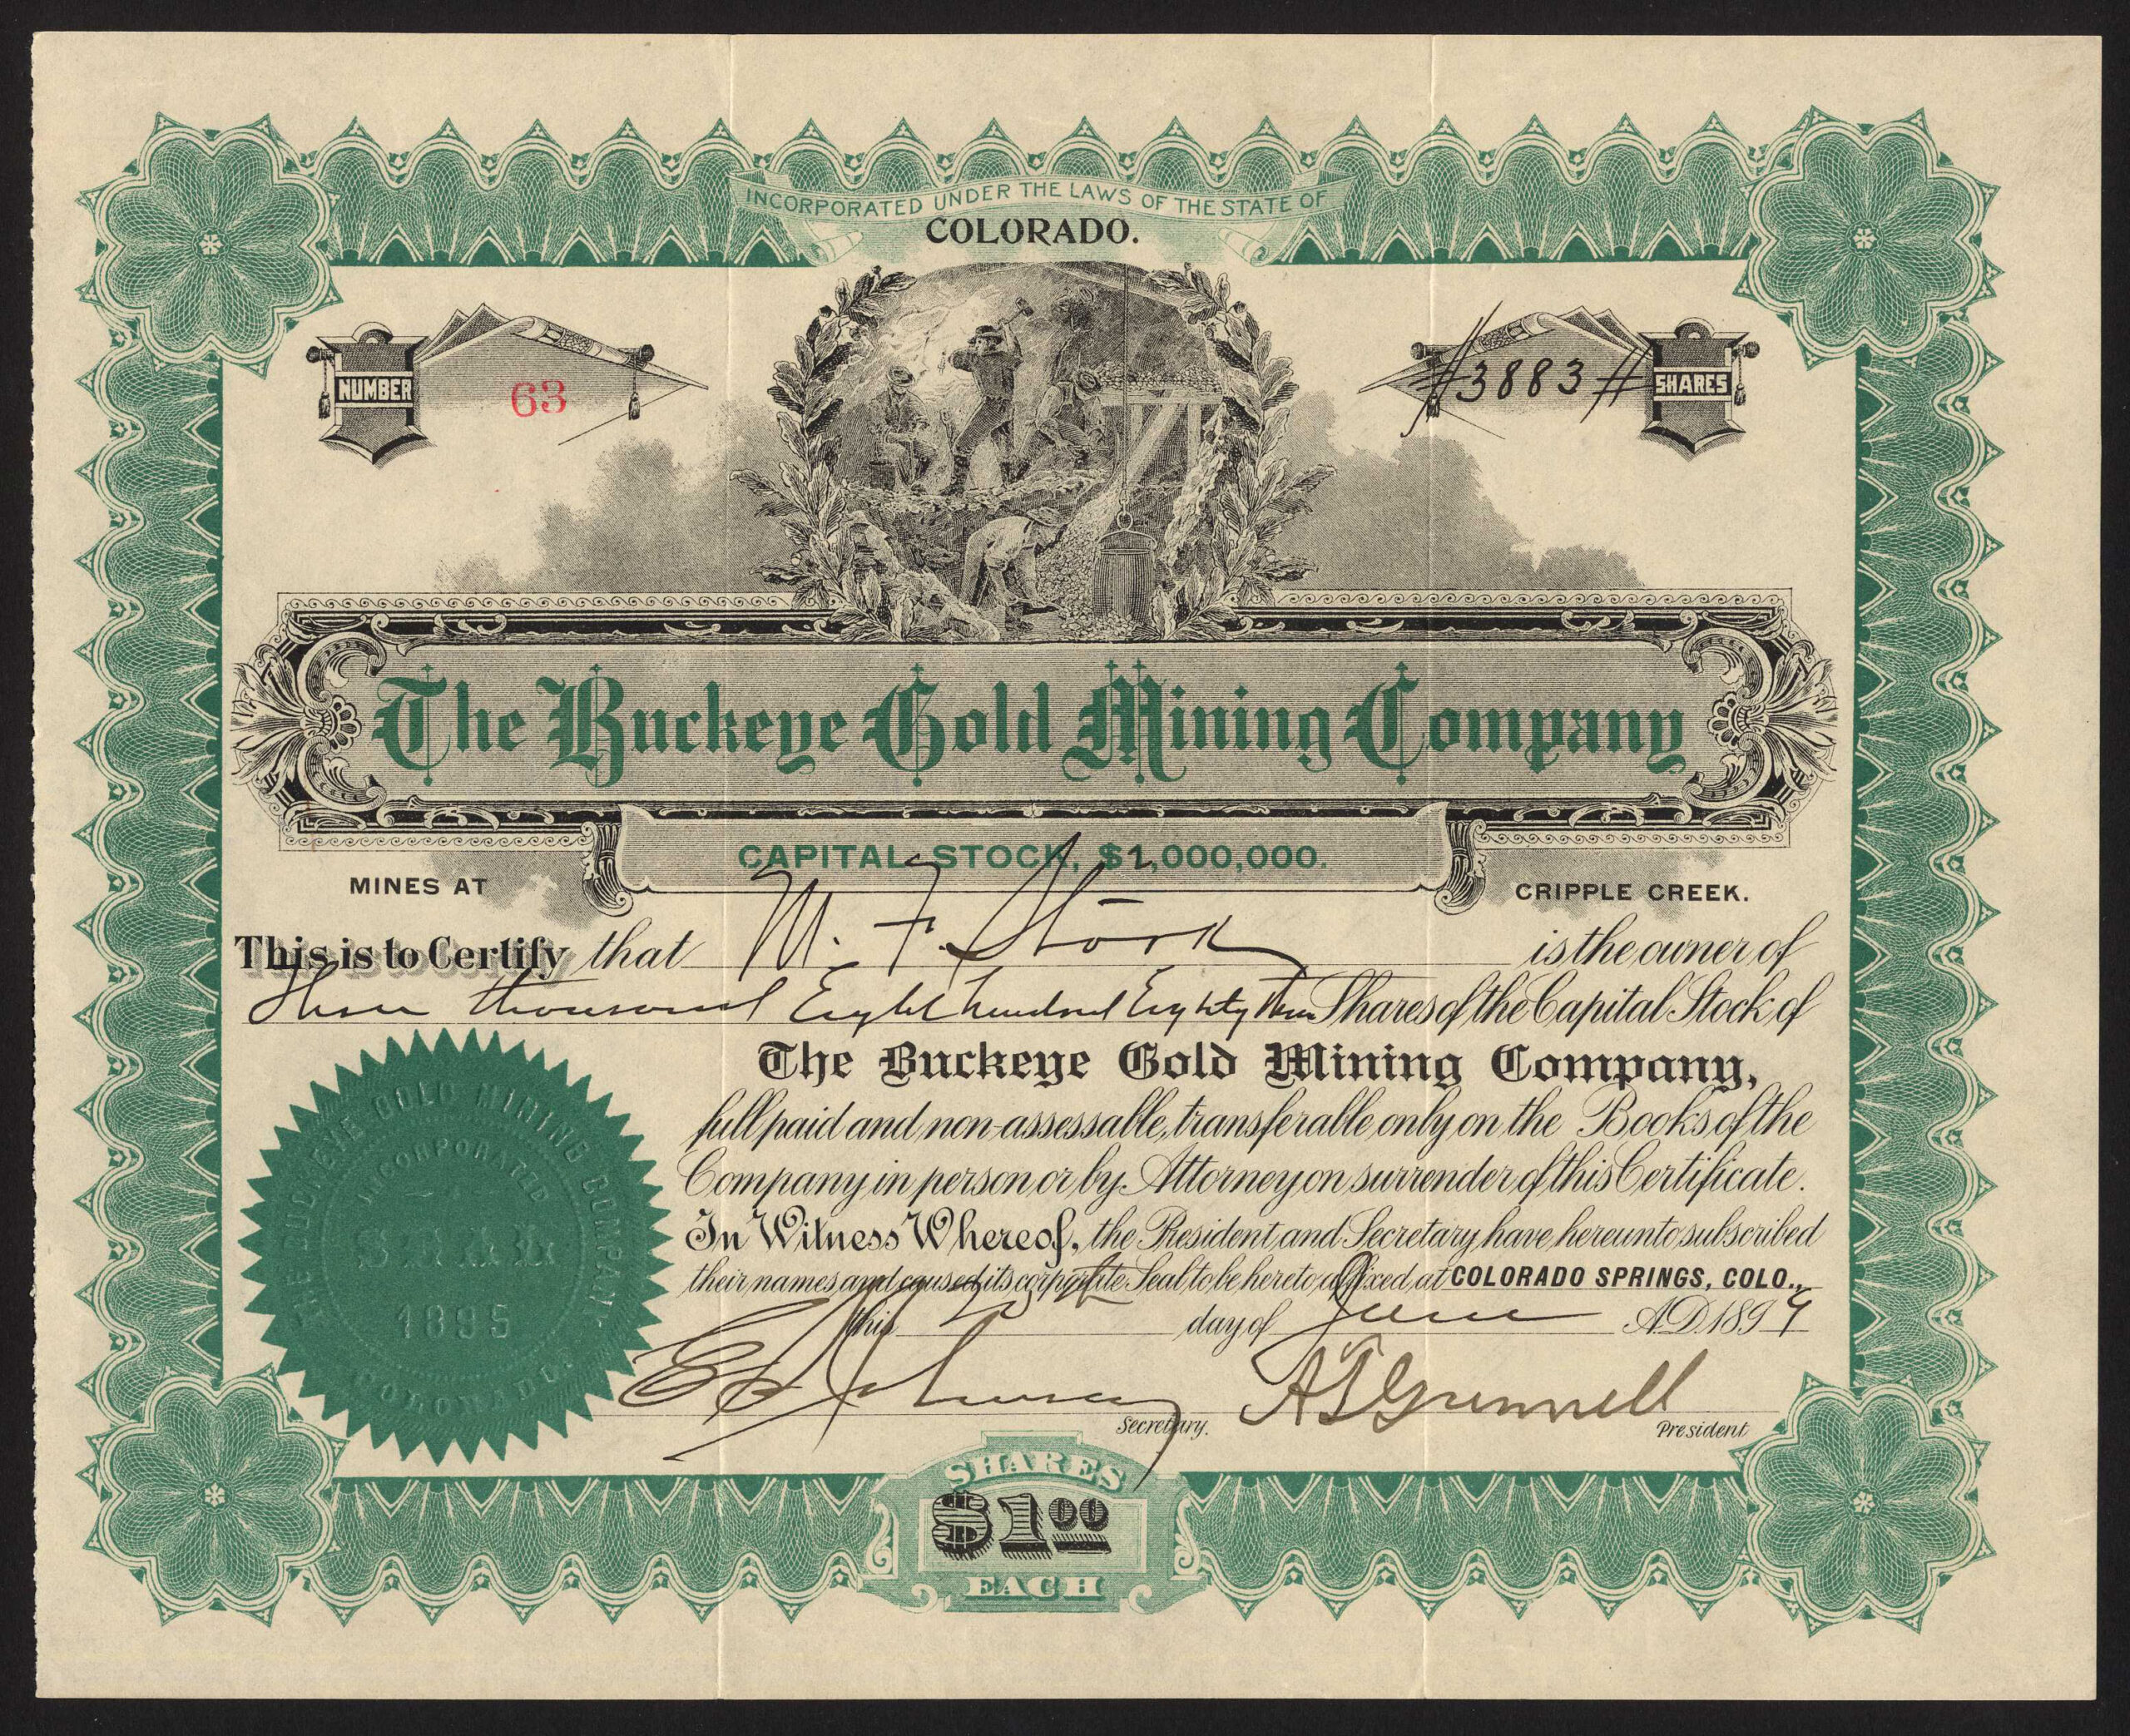 INCORPORATED UNDER THE LAWS OF THE STATE OF
COLORADO.
NUMBER 63
#3883# SHARES
The Buckeye Gold Mining Company
CAPITAL STOCK, $1,000,000.
MINES AT CRIPPLE CREEK.
This is to Certify that M. F. Stark is the owner of
Three thousand Eight hundred Eighty three Shares of the Capital Stock of
The Buckeye Gold Mining Company,
full paid and non-assessable, transferable only on the Books of the
Company in person or by Attorney on surrender of this Certificate.
In Witness Whereof, the President and Secretary have hereunto subscribed
their names and caused its corporate Seal to be hereto affixed at COLORADO SPRINGS, COLO.,
this day of June A.D. 1899
Secretary. President
THE BUCKEYE GOLD MINING COMPANY
INCORPORATED
SEAL
1895
COLORADO.
SHARES
$1.00
EACH